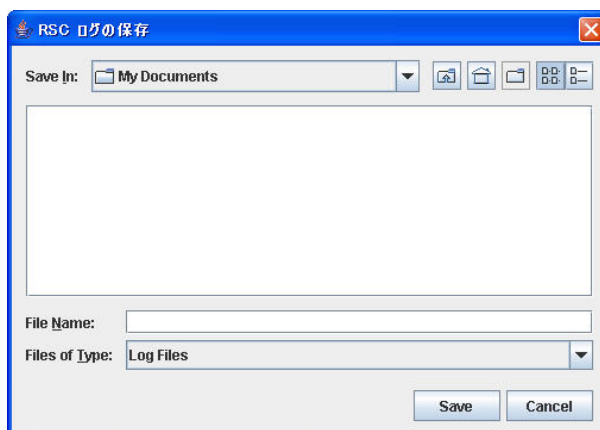 RSC ログの保存
Save In: My Documents
File Name:
Files of Type: Log Files
Save Cancel